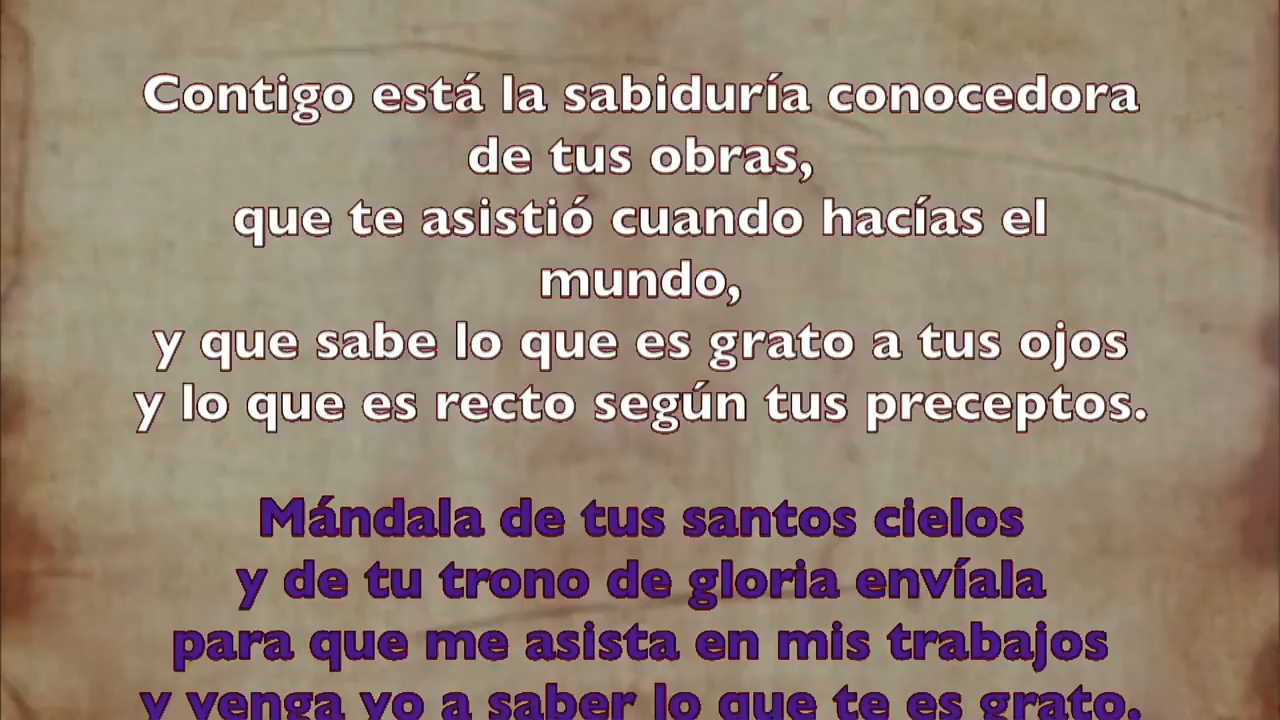 Contigo está la sabiduría conocedora
de tus obras,
que te asistió cuando hacías el
mundo,
y que sabe lo que es grato a tus ojos
y lo que es recto según tus preceptos.
Mándala de tus santos cielos
y de tu trono de gloria envíala
para que me asista en mis trabajos
y venga yo a saber lo que te es grato.